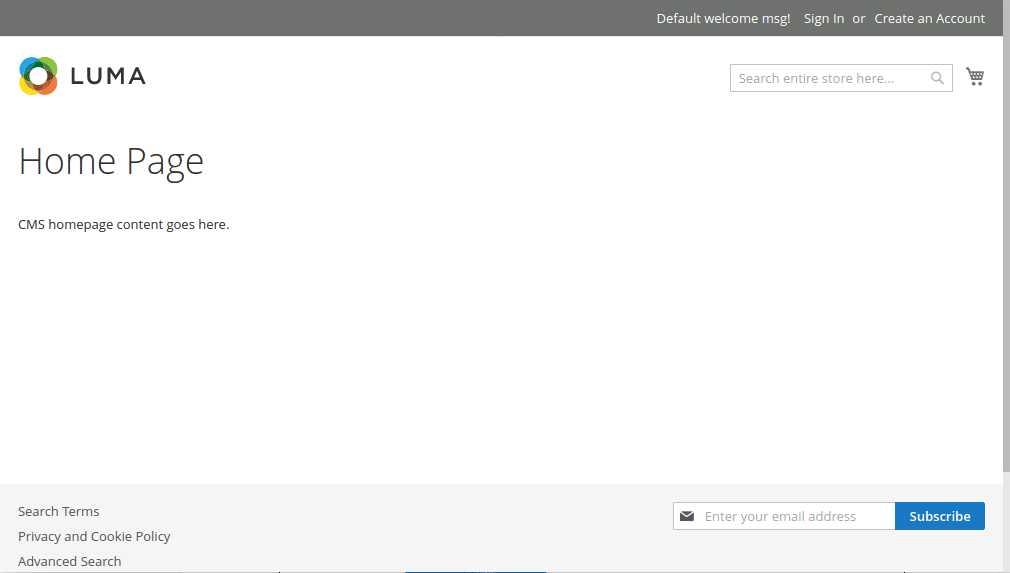 Default welcome msg! Sign In or Create an Account
LUMA
Search entire store here...
Home Page
CMS homepage content goes here.
Search Terms
Enter your email address
Subscribe
Privacy and Cookie Policy
Advanced Search